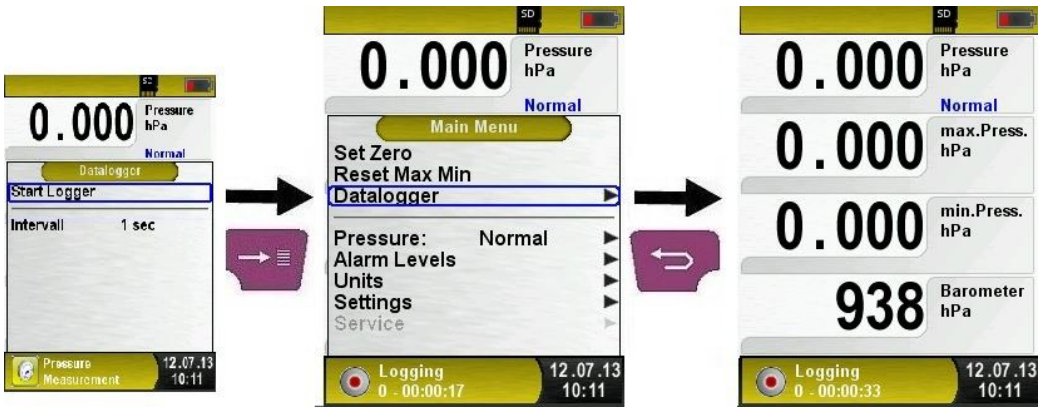 SD
0.000
Pressure
hPa
Normal
Datalogger
Start Logger
Intervall 1 sec
Pressure
Measurement
12.07.13
10:11
SD
0.000
Pressure
hPa
Normal
Main Menu
Set Zero
Reset Max Min
Datalogger
Pressure: Normal
Alarm Levels
Units
Settings
Service
Logging
0 - 00:00:17
12.07.13
10:11
SD
0.000
Pressure
hPa
Normal
0.000
max.Press.
hPa
0.000
min.Press.
hPa
938
Barometer
hPa
Logging
0 - 00:00:33
12.07.13
10:11